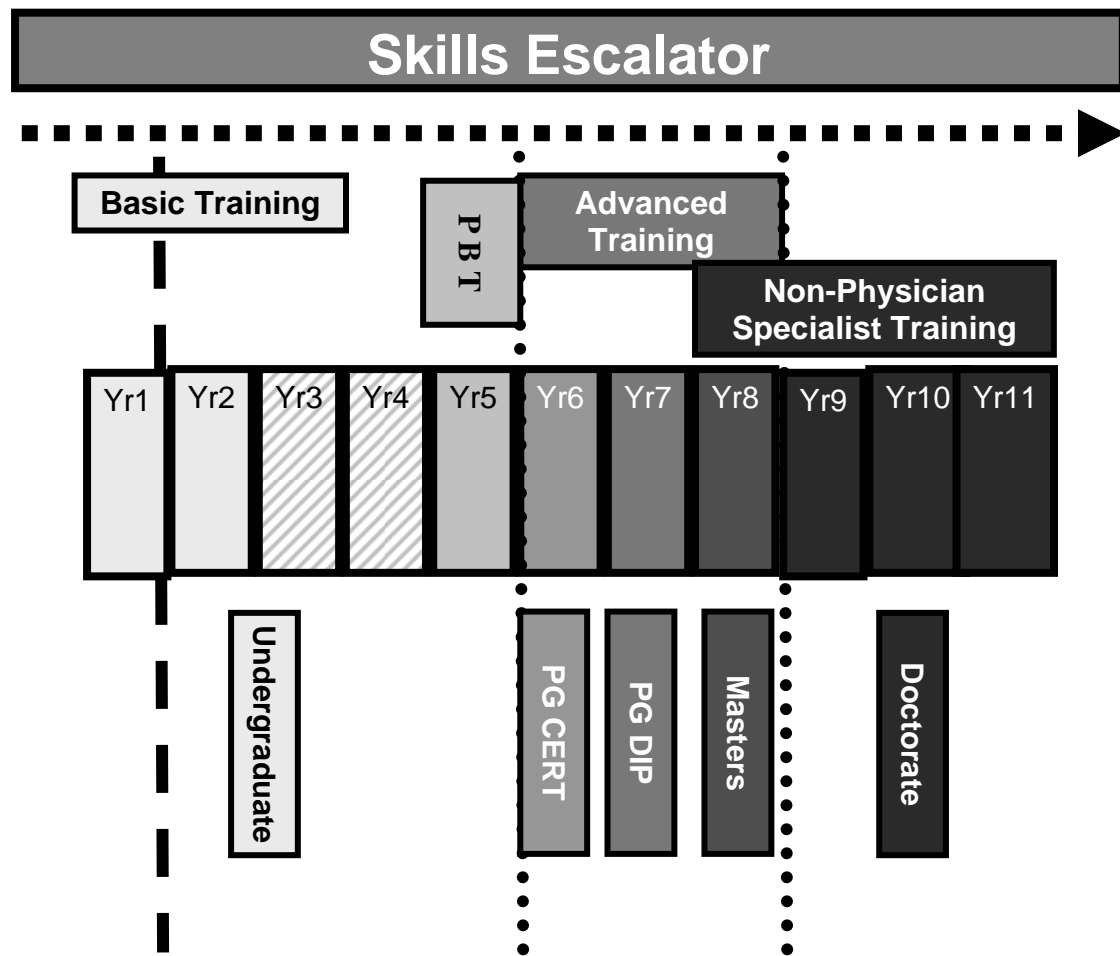 Skills Escalator
Basic Training
P B T
Advanced
Training
Non-Physician
Specialist Training
Yr1
Yr2
Yr3
Yr4
Yr5
Yr6
Yr7
Yr8
Yr9
Yr10
Yr11
Undergraduate
PG CERT
PG DIP
Masters
Doctorate